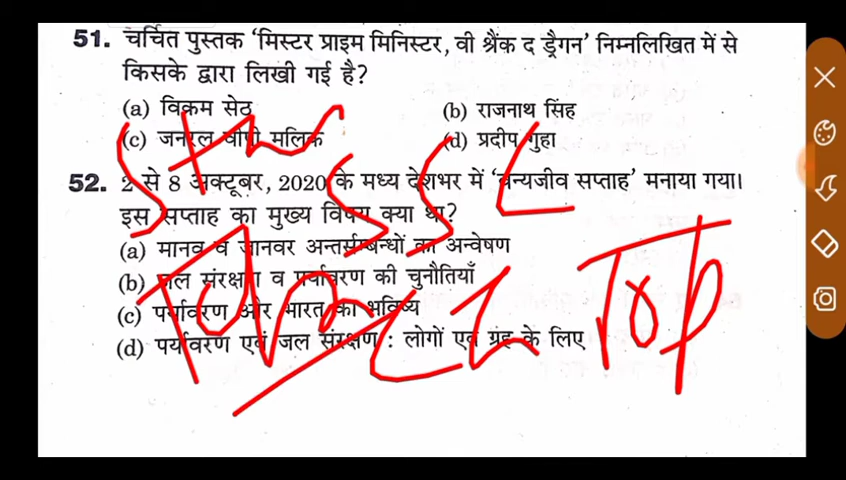 51. चर्चित पुस्तक ‘मिस्टर प्राइम मिनिस्टर, वी श्रैंक द ड्रैगन’ निम्नलिखित में से
किसके द्वारा लिखी गई है?
(a) विक्रम सेठ (b) राजनाथ सिंह
(c) जनरल वीपी मलिक (d) प्रदीप गुहा
52. 2 से 8 अक्टूबर, 2020 के मध्य देशभर में ‘वन्यजीव सप्ताह’ मनाया गया।
इस सप्ताह का मुख्य विषय क्या था?
(a) मानव व जानवर अन्तर्सम्बन्धों का अन्वेषण
(b) जल संरक्षण व पर्यावरण की चुनौतियाँ
(c) पर्यावरण और भारत का भविष्य
(d) पर्यावरण एवं जल संरक्षण : लोगों एवं ग्रह के लिए
SSC
Top